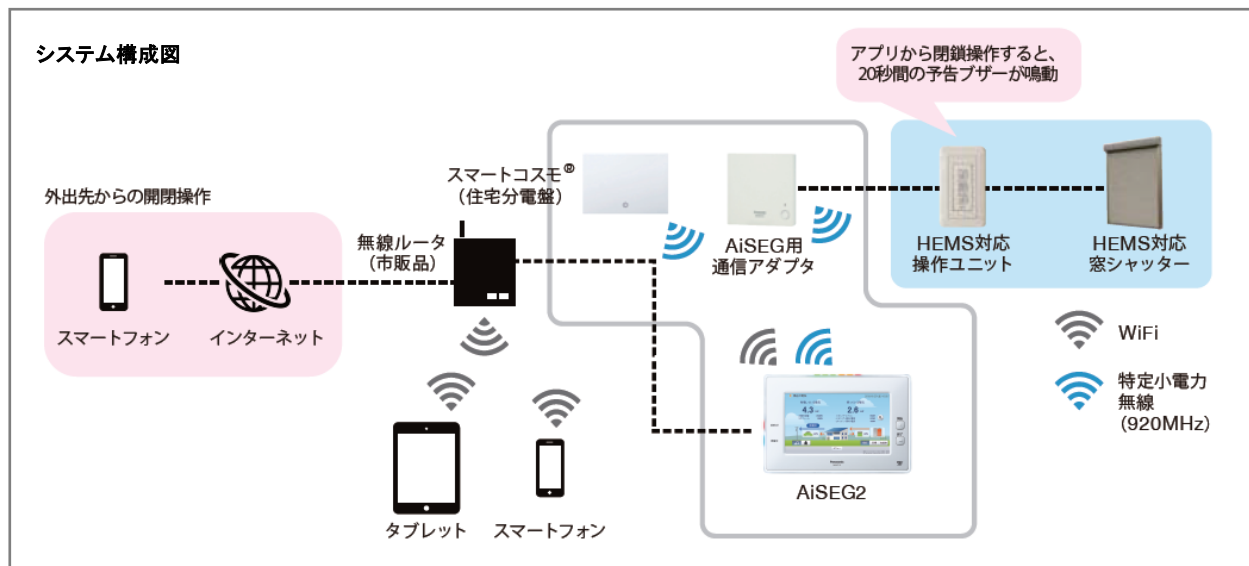 システム構成図
アプリから閉鎖操作すると、
20秒間の予告ブザーが鳴動
外出先からの開閉操作
スマートフォン
インターネット
無線ルータ
(市販品)
スマートコスモ®
(住宅分電盤)
AiSEG用
通信アダプタ
HEMS対応
操作ユニット
HEMS対応
窓シャッター
WiFi
特定小電力
無線
(920MHz)
タブレット
スマートフォン
4.3
2.6
Panasonic
AiSEG2